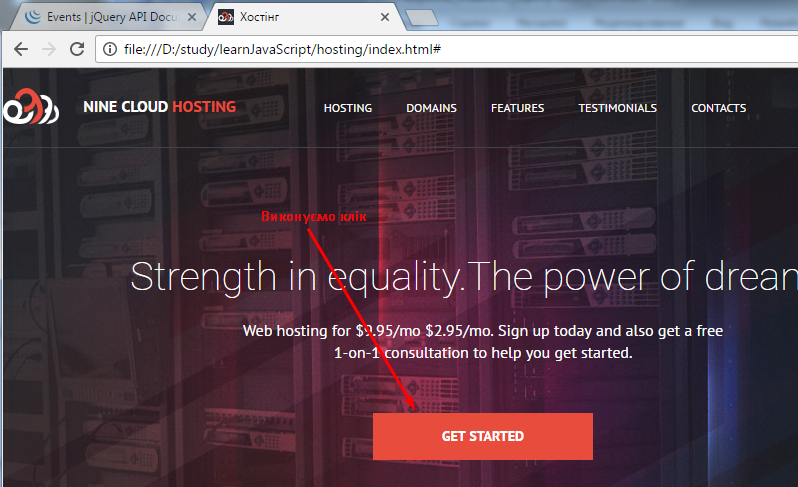 Events | jQuery API Docu
Хостінг
file:///D:/study/learnJavaScript/hosting/index.html#
NINE CLOUD HOSTING
HOSTING
DOMAINS
FEATURES
TESTIMONIALS
CONTACTS
Виконуємо клік
Strength in equality.The power of drean
Web hosting for $9.95/mo $2.95/mo. Sign up today and also get a free
1-on-1 consultation to help you get started.
GET STARTED